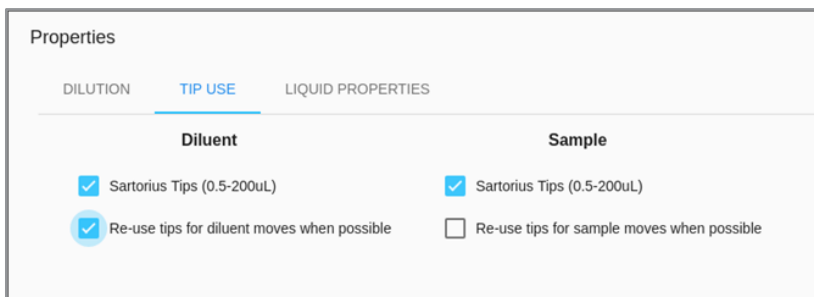 Properties
DILUTION TIP USE LIQUID PROPERTIES
Diluent Sample
Sartorius Tips (0.5-200uL) Sartorius Tips (0.5-200uL)
Re-use tips for diluent moves when possible Re-use tips for sample moves when possible